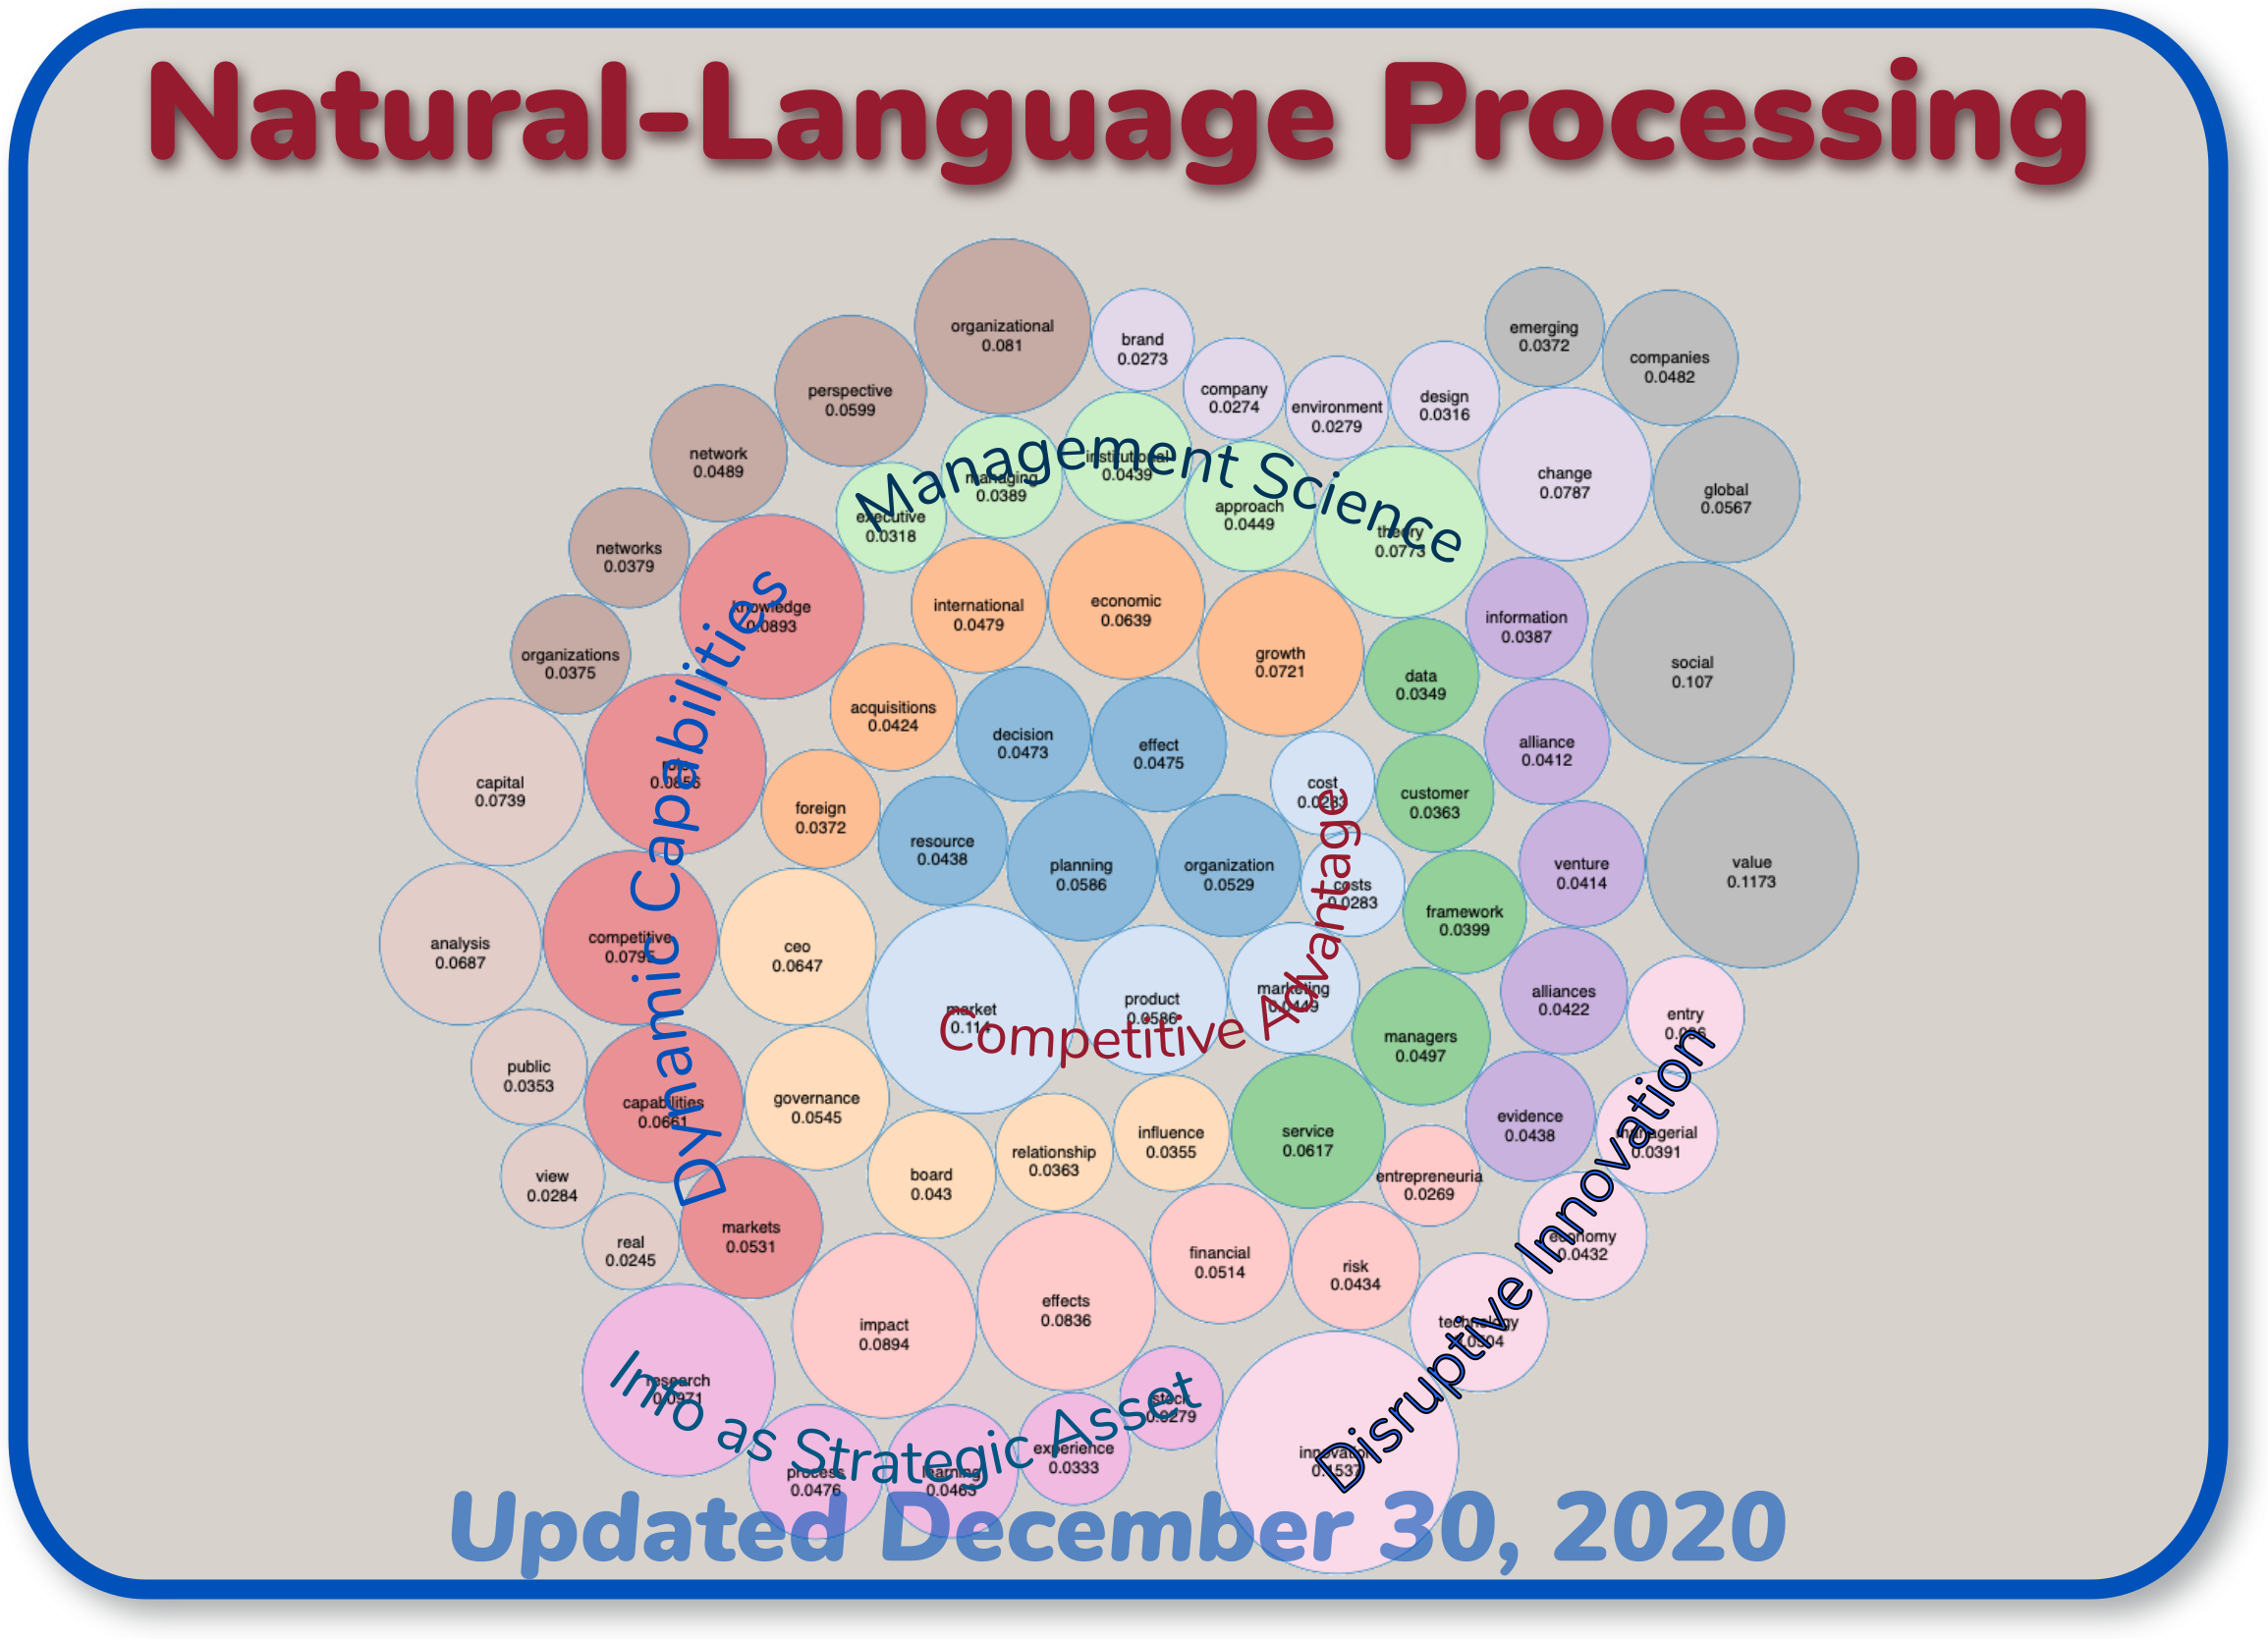 Natural-Language Processing
organizational
0.081
brand
0.0273
emerging
0.0372
companies
0.0482
perspective
0.0599
company
0.0274
environment
0.0279
design
0.0316
network
0.0489
Management Science
executive
0.0318
managing
0.0389
institutional
0.0439
approach
0.0449
theory
0.0773
change
0.0787
global
0.0567
networks
0.0379
knowledge
0.0893
international
0.0479
economic
0.0639
growth
0.0721
information
0.0387
organizations
0.0375
data
0.0349
social
0.107
acquisitions
0.0424
decision
0.0473
effect
0.0475
alliance
0.0412
capital
0.0739
0.0856
Dynamic Capabilities
foreign
0.0372
resource
0.0438
planning
0.0586
organization
0.0529
cost
costs
0.0283
customer
0.0363
venture
0.0414
value
0.1173
analysis
0.0687
competitive
0.0795
ceo
0.0647
framework
0.0399
market
0.114
product
0.0586
marketing
0.0449
Competitive Advantage
alliances
0.0422
entry
managers
0.0497
public
0.0353
capabilities
0.0661
governance
0.0545
board
0.043
relationship
0.0363
influence
0.0355
service
0.0617
evidence
0.0438
managerial
0.0391
view
0.0284
entrepreneuria
0.0269
real
0.0245
markets
0.0531
financial
0.0514
risk
0.0434
economy
0.0432
impact
0.0894
effects
0.0836
technology
Disruptive Innovation
research
0.0971
stock
0.0279
Info as Strategic Asset
process
0.0476
learning
0.0463
experience
0.0333
innovation
0.1537
Updated December 30, 2020